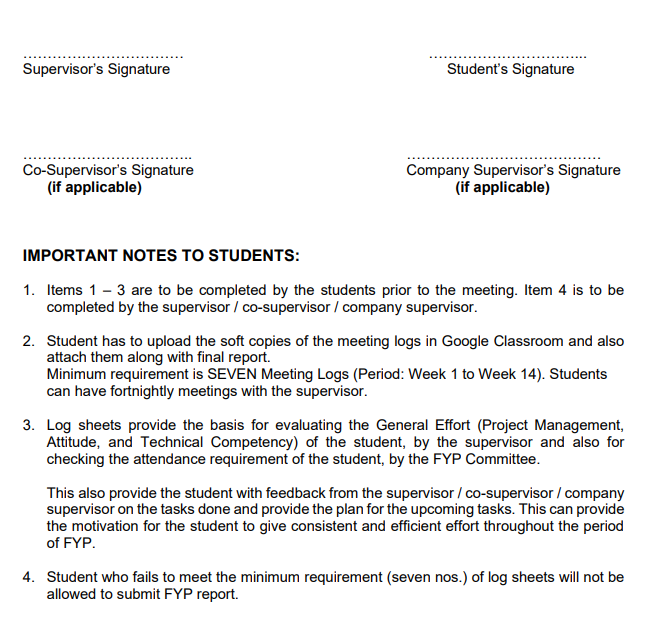 …………………………… …………………………..
Supervisor’s Signature Student’s Signature
…………………………….. …………………………………
Co-Supervisor’s Signature Company Supervisor’s Signature
(if applicable) (if applicable)
IMPORTANT NOTES TO STUDENTS:
1. Items 1 – 3 are to be completed by the students prior to the meeting. Item 4 is to be
completed by the supervisor / co-supervisor / company supervisor.
2. Student has to upload the soft copies of the meeting logs in Google Classroom and also
attach them along with final report.
Minimum requirement is SEVEN Meeting Logs (Period: Week 1 to Week 14). Students
can have fortnightly meetings with the supervisor.
3. Log sheets provide the basis for evaluating the General Effort (Project Management,
Attitude, and Technical Competency) of the student, by the supervisor and also for
checking the attendance requirement of the student, by the FYP Committee.
This also provide the student with feedback from the supervisor / co-supervisor / company
supervisor on the tasks done and provide the plan for the upcoming tasks. This can provide
the motivation for the student to give consistent and efficient effort throughout the period
of FYP.
4. Student who fails to meet the minimum requirement (seven nos.) of log sheets will not be
allowed to submit FYP report.